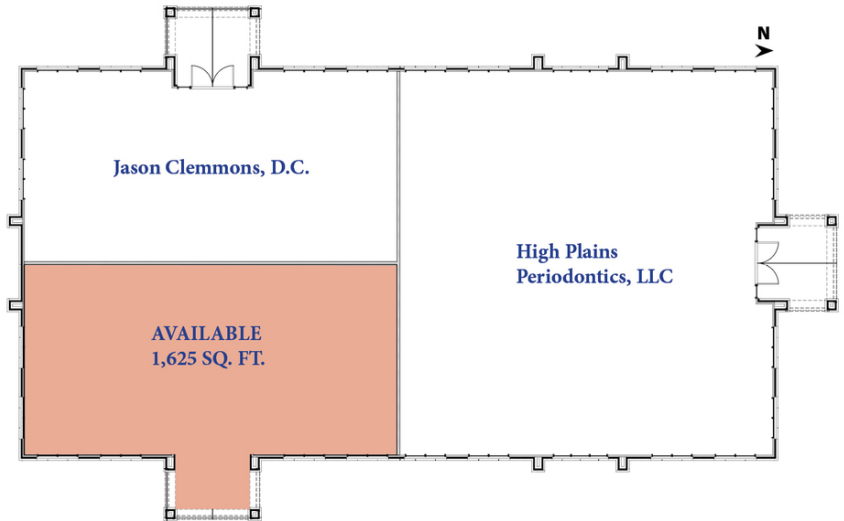 N
Jason Clemmons, D.C.
High Plains
Periodontics, LLC
AVAILABLE
1,625 SQ. FT.